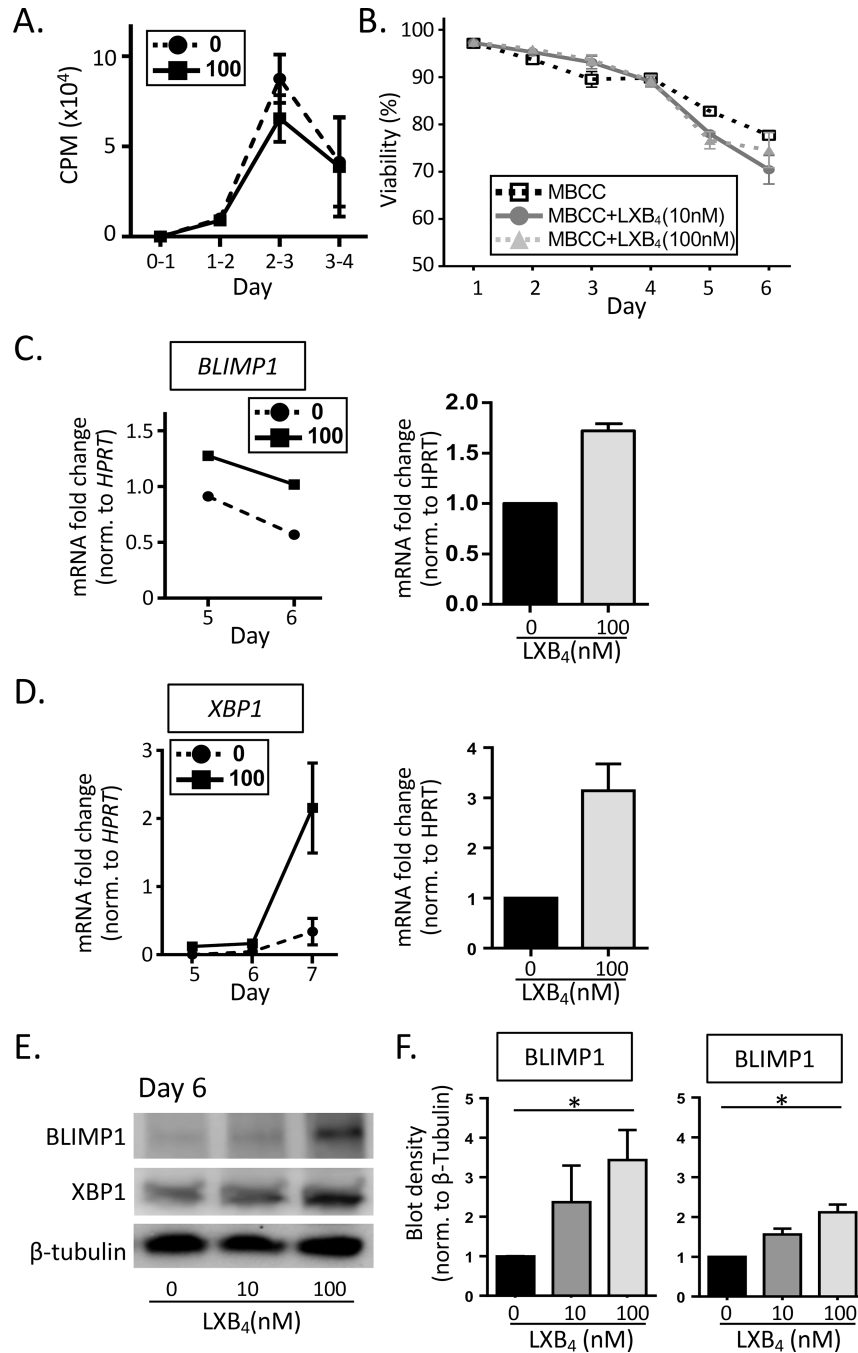 A.
0
100
CPM (x10⁴)
10
5
0
0-1 1-2 2-3 3-4
Day
B.
Viability (%)
100
90
80
70
60
50
MBCC
MBCC+LXB₄(10nM)
MBCC+LXB₄(100nM)
1 2 3 4 5 6
Day
C.
BLIMP1
0
100
mRNA fold change
(norm. to HPRT)
1.5
1.0
0.5
0
5 6
Day
mRNA fold change
(norm. to HPRT)
2.0
1.5
1.0
0.5
0.0
0 100
LXB₄(nM)
D.
XBP1
0
100
mRNA fold change
(norm. to HPRT)
3
2
1
0
5 6 7
Day
mRNA fold change
(norm. to HPRT)
4
3
2
1
0
0 100
LXB₄(nM)
E.
Day 6
BLIMP1
XBP1
β-tubulin
0 10 100
LXB₄(nM)
F.
BLIMP1
Blot density
(norm. to β-Tubulin)
5
4
3
2
1
0
*
0 10 100
LXB₄ (nM)
BLIMP1
5
4
3
2
1
0
*
0 10 100
LXB₄ (nM)